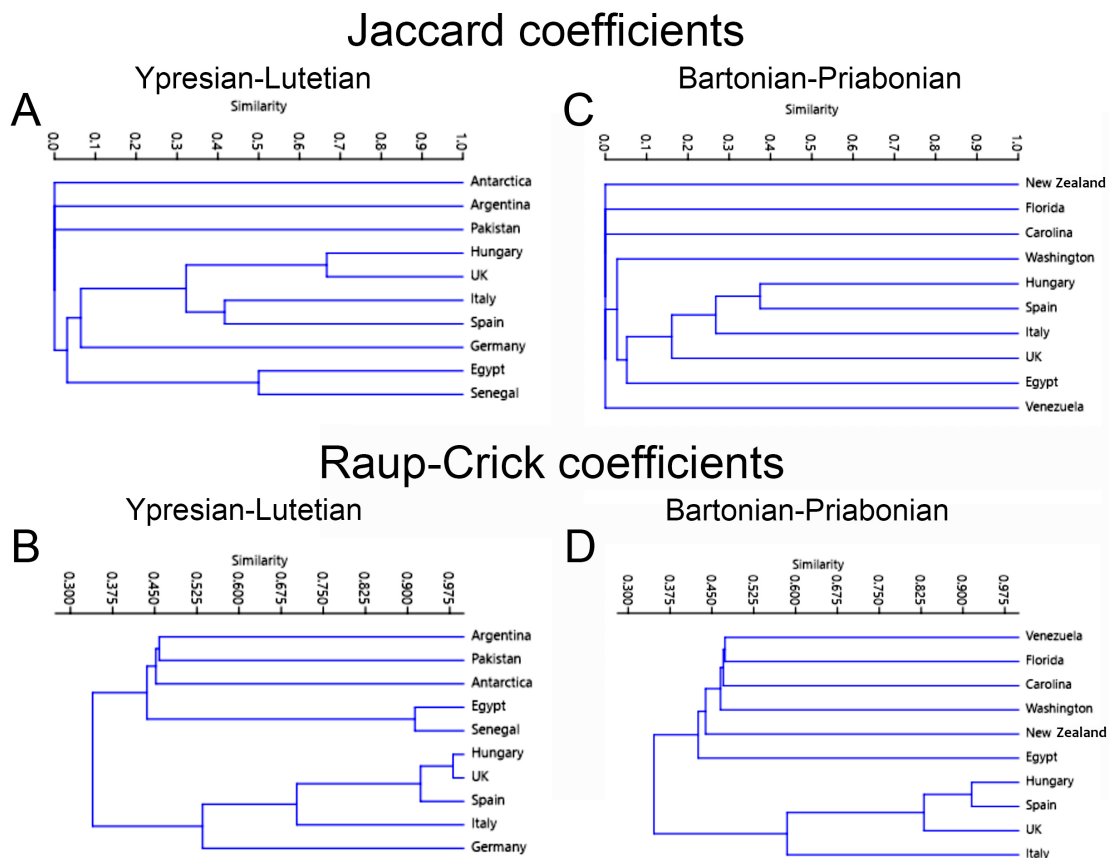 Jaccard coefficients
Ypresian-Lutetian
A
Similarity
0.0 0.1 0.2 0.3 0.4 0.5 0.6 0.7 0.8 0.9 1.0
Antarctica
Argentina
Pakistan
Hungary
UK
Italy
Spain
Germany
Egypt
Senegal
Bartonian-Priabonian
C
Similarity
0.0 0.1 0.2 0.3 0.4 0.5 0.6 0.7 0.8 0.9 1.0
New Zealand
Florida
Carolina
Washington
Hungary
Spain
Italy
UK
Egypt
Venezuela
Raup-Crick coefficients
Ypresian-Lutetian
B
Similarity
0.300 0.375 0.450 0.525 0.600 0.675 0.750 0.825 0.900 0.975
Argentina
Pakistan
Antarctica
Egypt
Senegal
Hungary
UK
Spain
Italy
Germany
Bartonian-Priabonian
D
Similarity
0.300 0.375 0.450 0.525 0.600 0.675 0.750 0.825 0.900 0.975
Venezuela
Florida
Carolina
Washington
New Zealand
Egypt
Hungary
Spain
UK
Italy